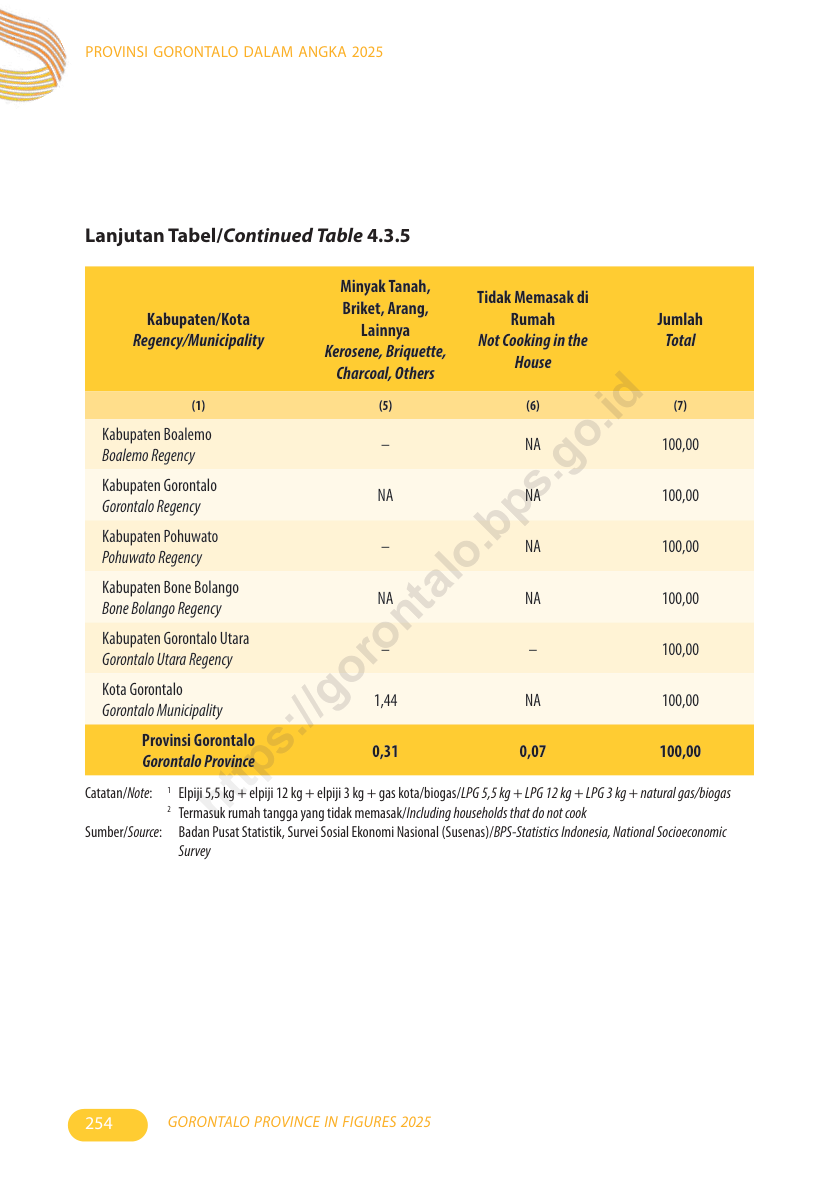 PROVINSI GORONTALO DALAM ANGKA 2025
Lanjutan Tabel/Continued Table 4.3.5
Kabupaten/Kota
Regency/Municipality
Minyak Tanah,
Briket, Arang,
Lainnya
Kerosene, Briquette,
Charcoal, Others
Tidak Memasak di
Rumah
Not Cooking in the
House
Jumlah
Total
(1) (5) (6) (7)
Kabupaten Boalemo
Boalemo Regency
– NA 100,00
Kabupaten Gorontalo
Gorontalo Regency
NA NA 100,00
Kabupaten Pohuwato
Pohuwato Regency
– NA 100,00
Kabupaten Bone Bolango
Bone Bolango Regency
NA NA 100,00
Kabupaten Gorontalo Utara
Gorontalo Utara Regency
– – 100,00
Kota Gorontalo
Gorontalo Municipality
1,44 NA 100,00
Provinsi Gorontalo
Gorontalo Province
0,31 0,07 100,00
Catatan/Note: 1 Elpiji 5,5 kg + elpiji 12 kg + elpiji 3 kg + gas kota/biogas/LPG 5,5 kg + LPG 12 kg + LPG 3 kg + natural gas/biogas
2 Termasuk rumah tangga yang tidak memasak/Including households that do not cook
Sumber/Source: Badan Pusat Statistik, Survei Sosial Ekonomi Nasional (Susenas)/BPS-Statistics Indonesia, National Socioeconomic
Survey
https://gorontalo.bps.go.id
254 GORONTALO PROVINCE IN FIGURES 2025